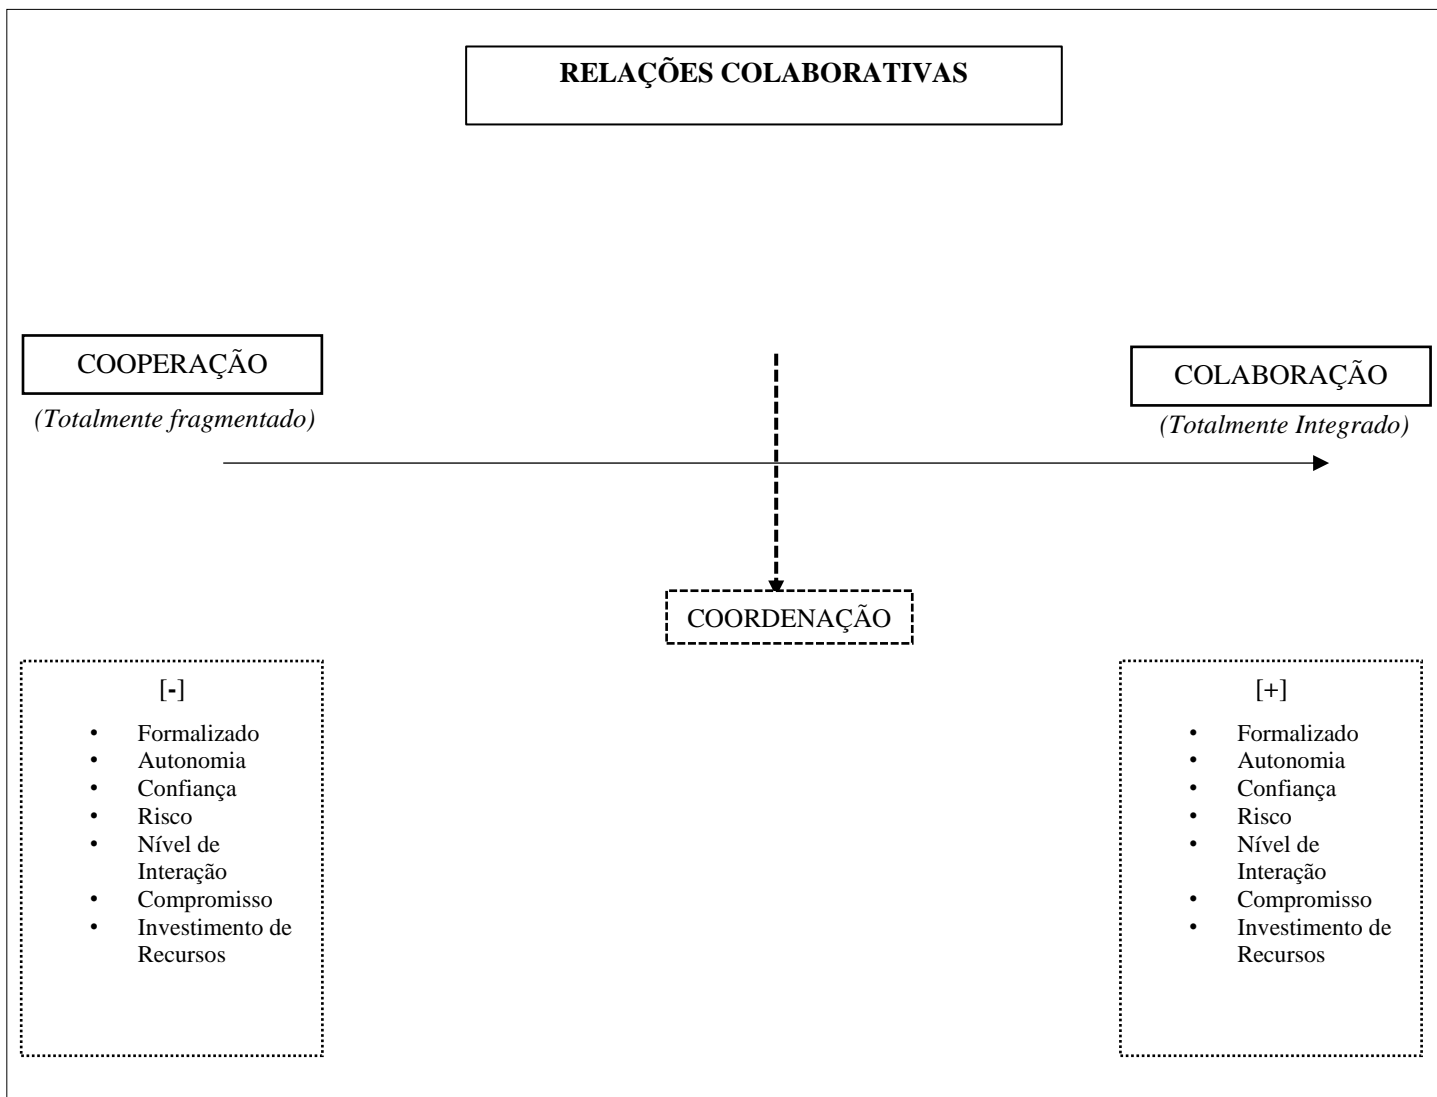 RELAÇÕES COLABORATIVAS
COOPERAÇÃO
(Totalmente fragmentado)
COLABORAÇÃO
(Totalmente Integrado)
COORDENAÇÃO
[-]
• Formalizado
• Autonomia
• Confiança
• Risco
• Nível de
Interação
• Compromisso
• Investimento de
Recursos
[+]
• Formalizado
• Autonomia
• Confiança
• Risco
• Nível de
Interação
• Compromisso
• Investimento de
Recursos